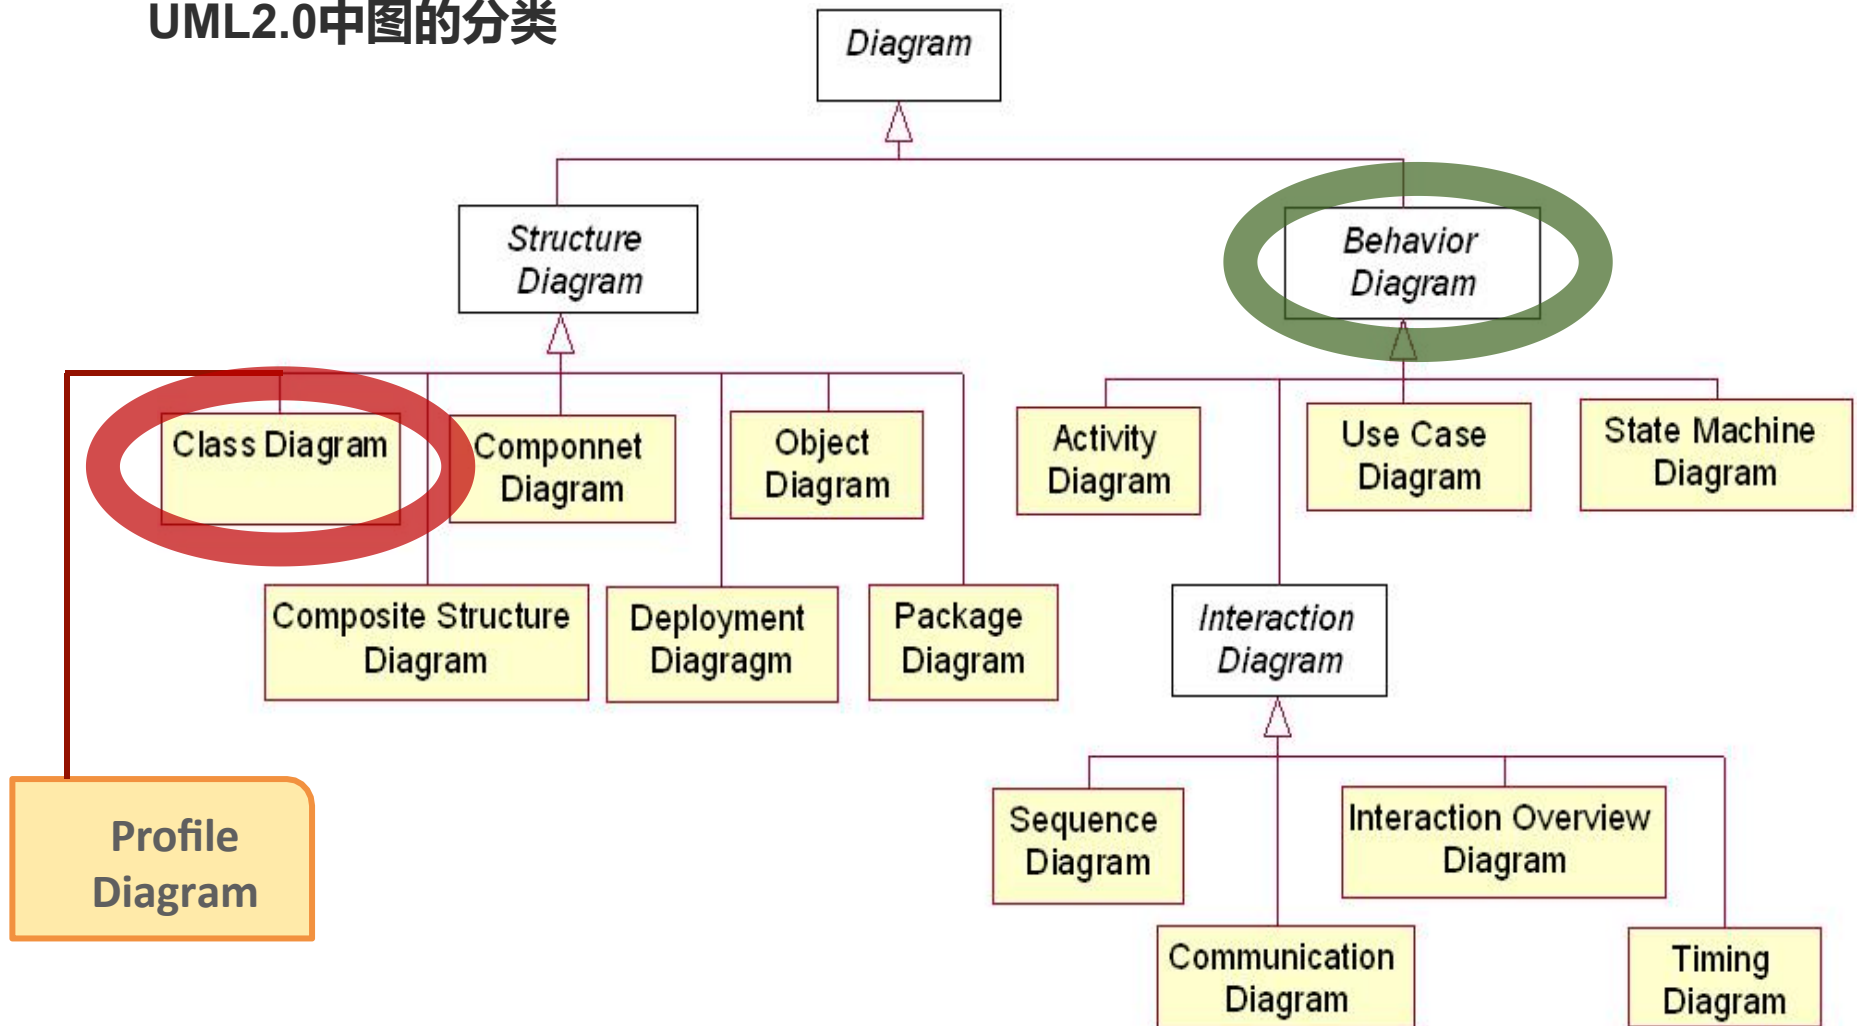 UML2.0中图的分类
Diagram
Structure
Diagram
Behavior
Diagram
Class Diagram
Componnet
Diagram
Object
Diagram
Activity
Diagram
Use Case
Diagram
State Machine
Diagram
Composite Structure
Diagram
Deployment
Diagragm
Package
Diagram
Interaction
Diagram
Profile
Diagram
Sequence
Diagram
Interaction Overview
Diagram
Communication
Diagram
Timing
Diagram